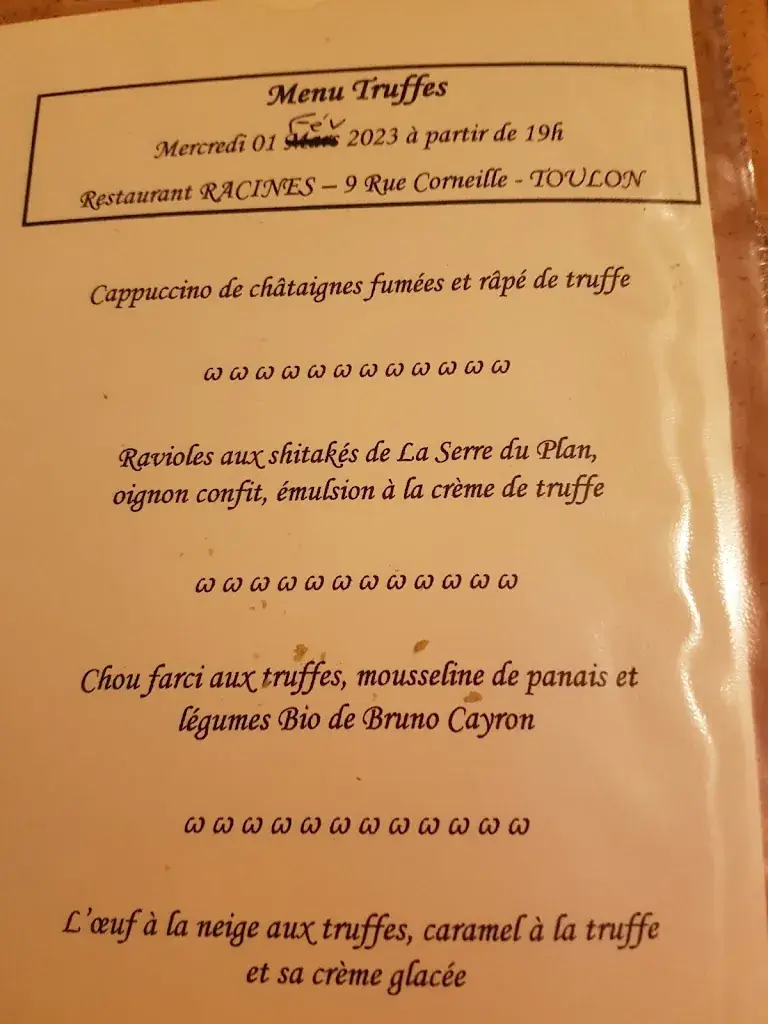 Menu Truffes
Fév
Mercredi 01 Mars 2023 à partir de 19h
Restaurant RACINES – 9 Rue Corneille - TOULON
Cappuccino de châtaignes fumées et râpé de truffe
ω ω ω ω ω ω ω ω ω ω ω ω
Ravioles aux shitakés de La Serre du Plan,
oignon confit, émulsion à la crème de truffe
ω ω ω ω ω ω ω ω ω ω ω ω
Chou farci aux truffes, mousseline de panais et
légumes Bio de Bruno Cayron
ω ω ω ω ω ω ω ω ω ω ω ω
L'œuf à la neige aux truffes, caramel à la truffe
et sa crème glacée